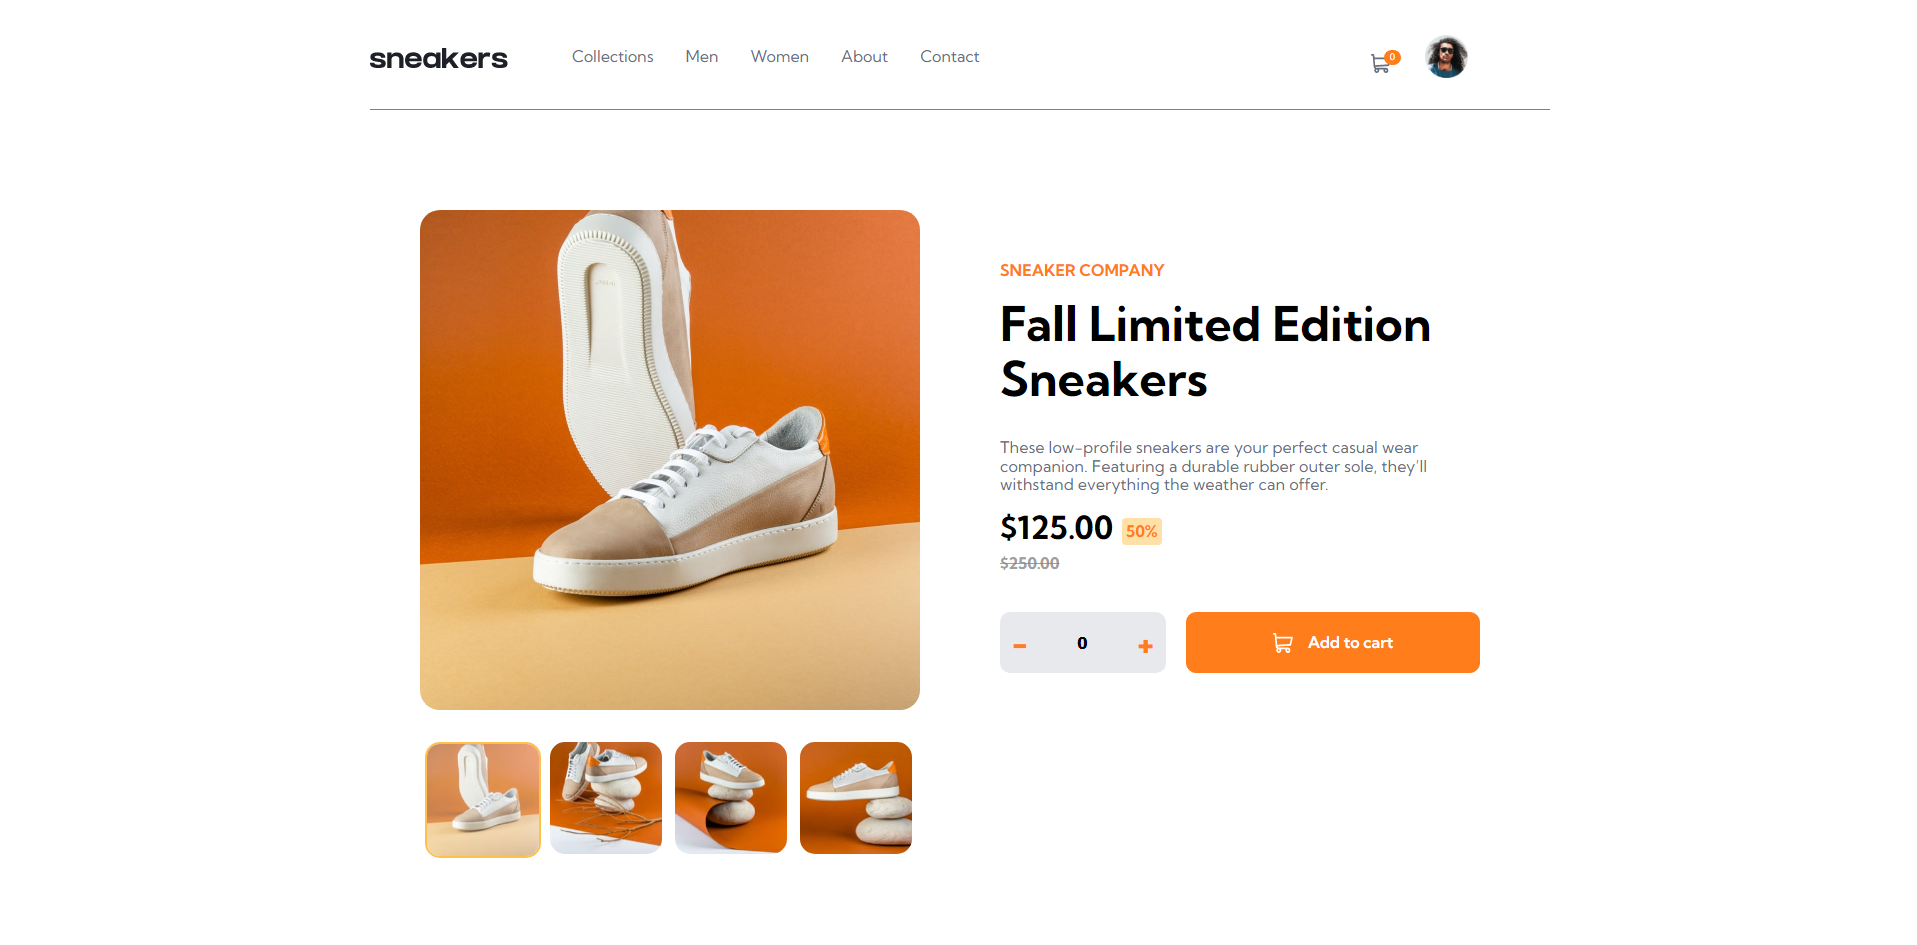 sneakers
Collections
Men
Women
About
Contact
0
SNEAKER COMPANY
Fall Limited Edition
Sneakers
These low-profile sneakers are your perfect casual wear
companion. Featuring a durable rubber outer sole, they’ll
withstand everything the weather can offer.
$125.00 50%
$250.00
- 0 +
Add to cart